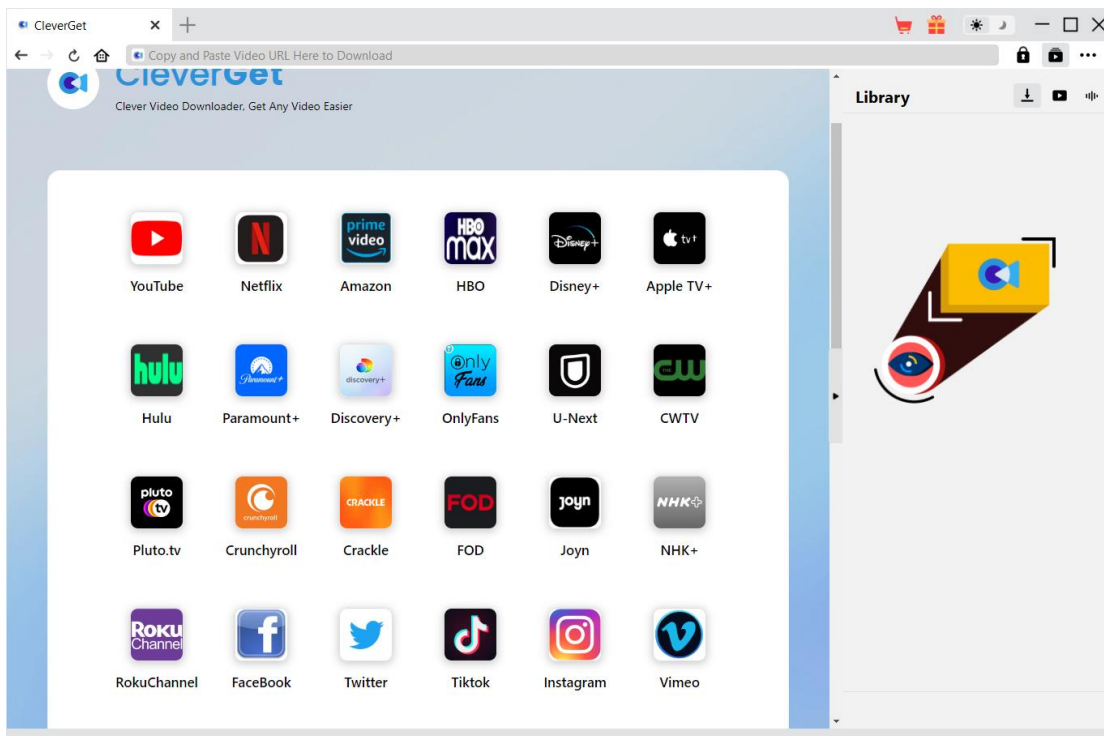 CleverGet
Copy and Paste Video URL Here to Download
CleverGet
Clever Video Downloader, Get Any Video Easier
Library
prime video
HBO max
Disney+
tv+
YouTube Netflix Amazon HBO Disney+ Apple TV+
hulu
Paramount+
discovery+
Only Fans
THE CW
Hulu Paramount+ Discovery+ OnlyFans U-Next CWTV
pluto tv
crunchyroll
CRACKLE
FOD
Joyn
NHK+
Pluto.tv Crunchyroll Crackle FOD Joyn NHK+
ROKU Channel
RokuChannel FaceBook Twitter Tiktok Instagram Vimeo